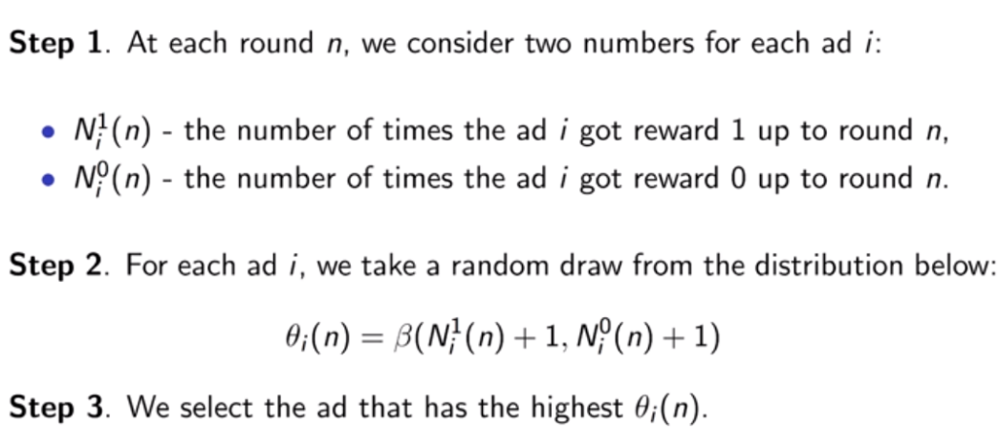 Step 1. At each round n, we consider two numbers for each ad i:
• N_i^1(n) - the number of times the ad i got reward 1 up to round n,
• N_i^0(n) - the number of times the ad i got reward 0 up to round n.
Step 2. For each ad i, we take a random draw from the distribution below:
θ_i(n) = β(N_i^1(n) + 1, N_i^0(n) + 1)
Step 3. We select the ad that has the highest θ_i(n).